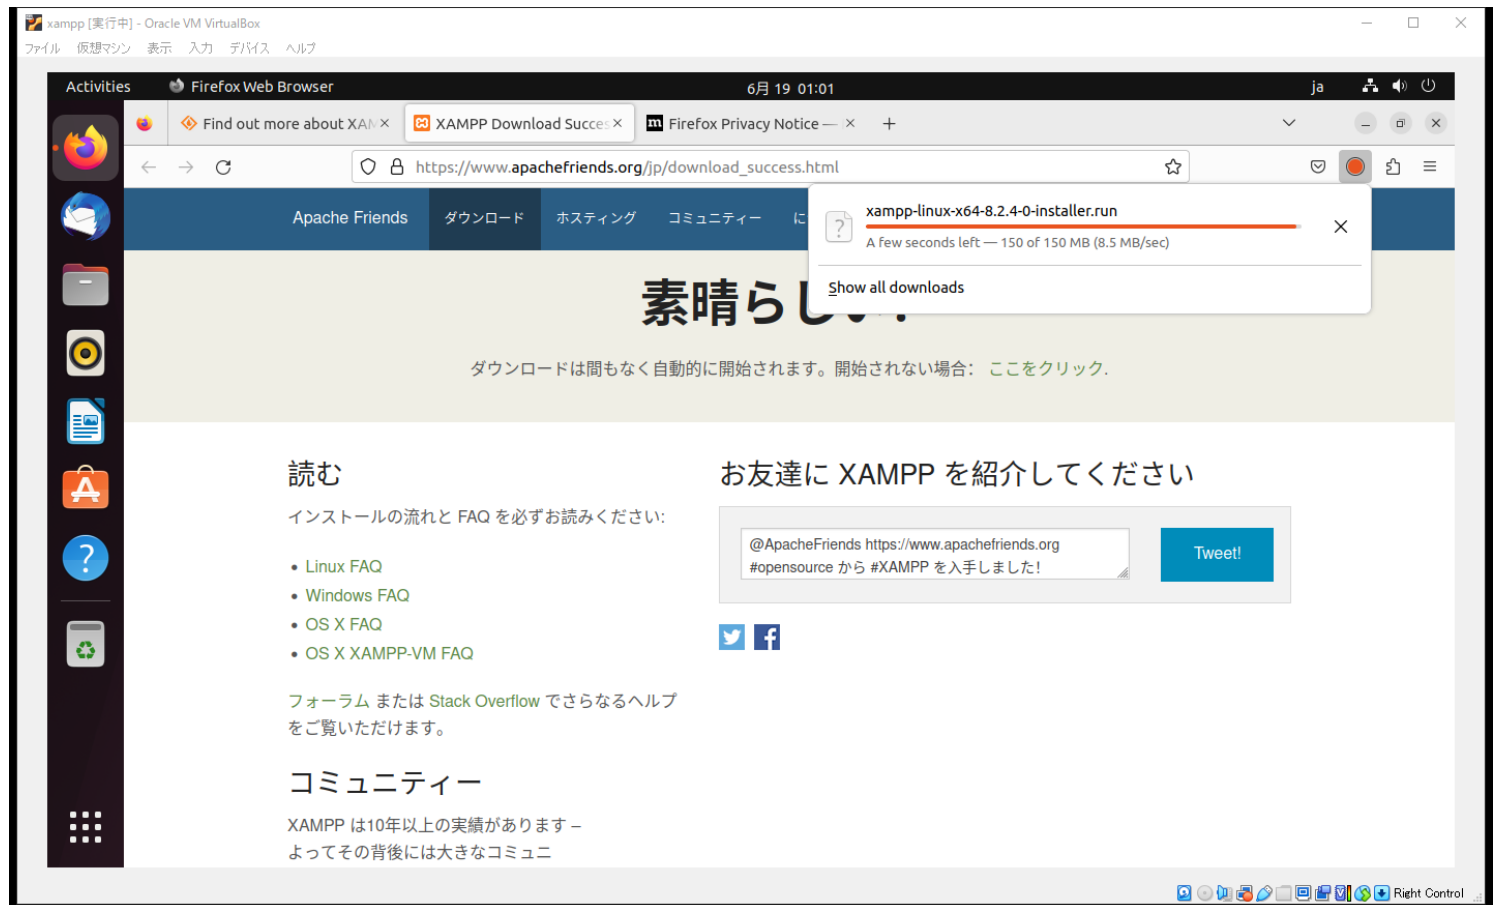 xampp [実行中] - Oracle VM VirtualBox
ファイル 仮想マシン 表示 入力 デバイス ヘルプ
Activities Firefox Web Browser 6月 19 01:01 ja
Find out more about XAM XAMPP Download Succes Firefox Privacy Notice —
https://www.apachefriends.org/jp/download_success.html
Apache Friends ダウンロード ホスティング コミュニティー に
xampp-linux-x64-8.2.4-0-installer.run
A few seconds left — 150 of 150 MB (8.5 MB/sec)
Show all downloads
素晴らしい!
ダウンロードは間もなく自動的に開始されます。開始されない場合: ここをクリック.
読む
インストールの流れと FAQ を必ずお読みください:
• Linux FAQ
• Windows FAQ
• OS X FAQ
• OS X XAMPP-VM FAQ
フォーラム または Stack Overflow でさらなるヘルプ
をご覧いただけます。
コミュニティー
XAMPP は10年以上の実績があります –
よってその背後には大きなコミュニ
お友達に XAMPP を紹介してください
@ApacheFriends https://www.apachefriends.org
#opensource から #XAMPP を入手しました!
Tweet!
Right Control